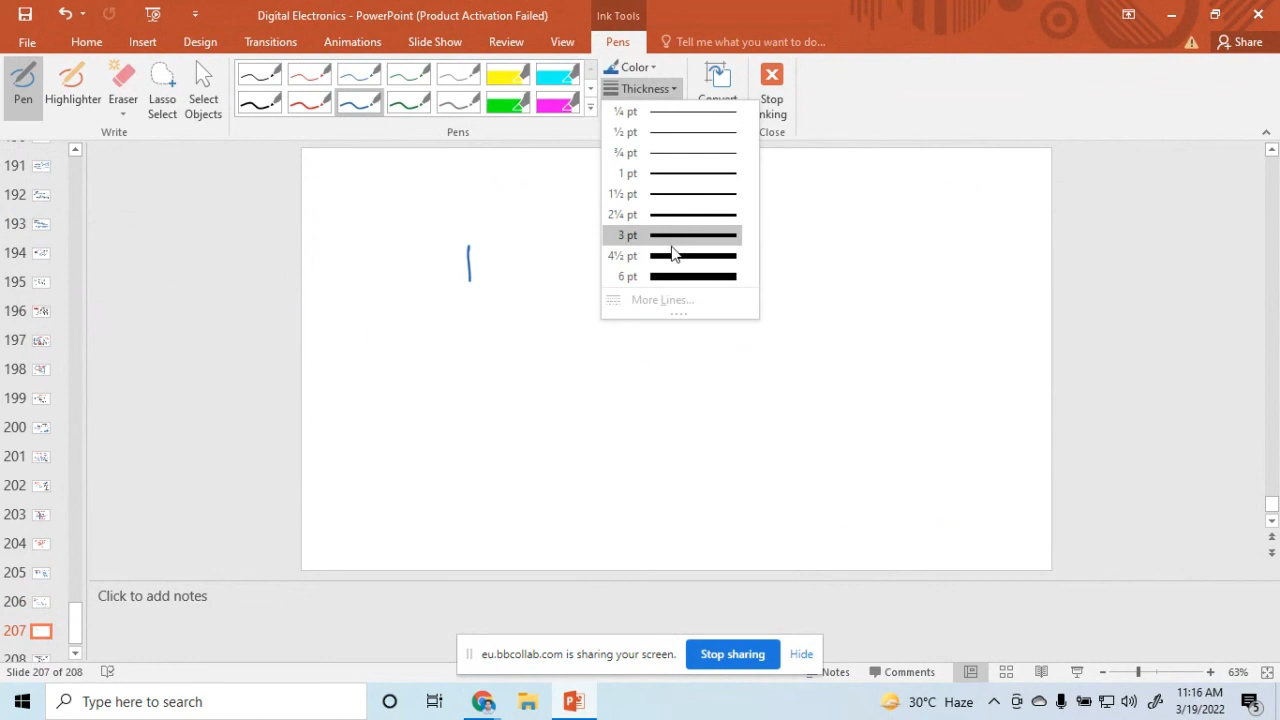 Digital Electronics - PowerPoint (Product Activation Failed)
Ink Tools
File
Home
Insert
Design
Transitions
Animations
Slide Show
Review
View
Pens
Tell me what you want to do...
Share
Pen
Highlighter
Eraser
Lasso
Select
Select
Objects
Color
Thickness
Convert
Stop
nking
Write
Pens
Close
¼ pt
½ pt
¾ pt
1 pt
1½ pt
2¼ pt
3 pt
4½ pt
6 pt
More Lines...
191
192
193
194
195
196
197
198
199
200
201
202
203
204
205
206
207
208
Click to add notes
eu.bbcollab.com is sharing your screen.
Stop sharing
Hide
Slide 207 of 208
Notes
Comments
63%
Type here to search
30°C Haze
11:16 AM
3/19/2022
5